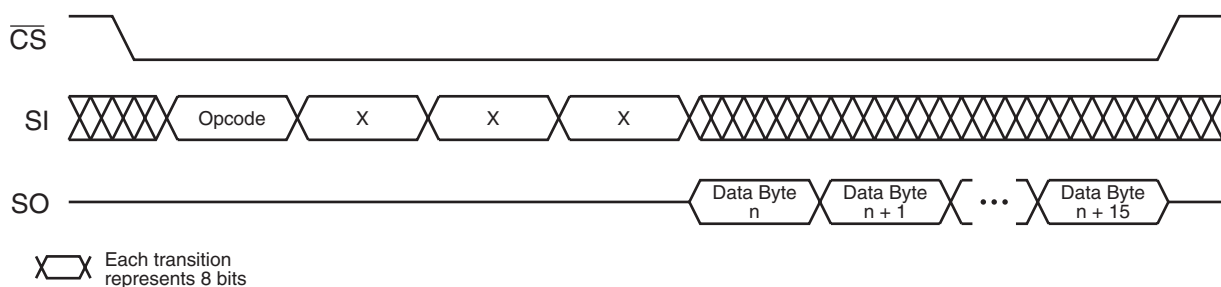 CS
SI
Opcode
X
X
X
SO
Data Byte
n
Data Byte
n + 1
•••
Data Byte
n + 15
Each transition
represents 8 bits